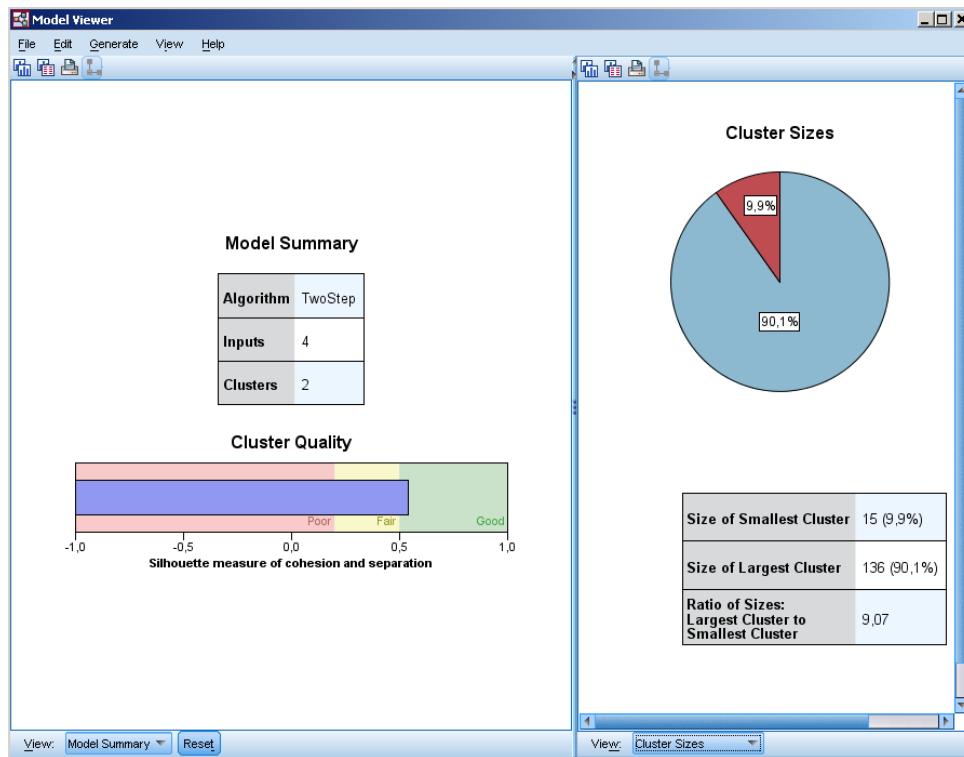 Model Viewer
File Edit Generate View Help
Model Summary
Algorithm TwoStep
Inputs 4
Clusters 2
Cluster Quality
Poor Fair Good
-1,0 -0,5 0,0 0,5 1,0
Silhouette measure of cohesion and separation
View: Model Summary Reset
Cluster Sizes
9,9%
90,1%
Size of Smallest Cluster 15 (9,9%)
Size of Largest Cluster 136 (90,1%)
Ratio of Sizes:
Largest Cluster to
Smallest Cluster
9,07
View: Cluster Sizes